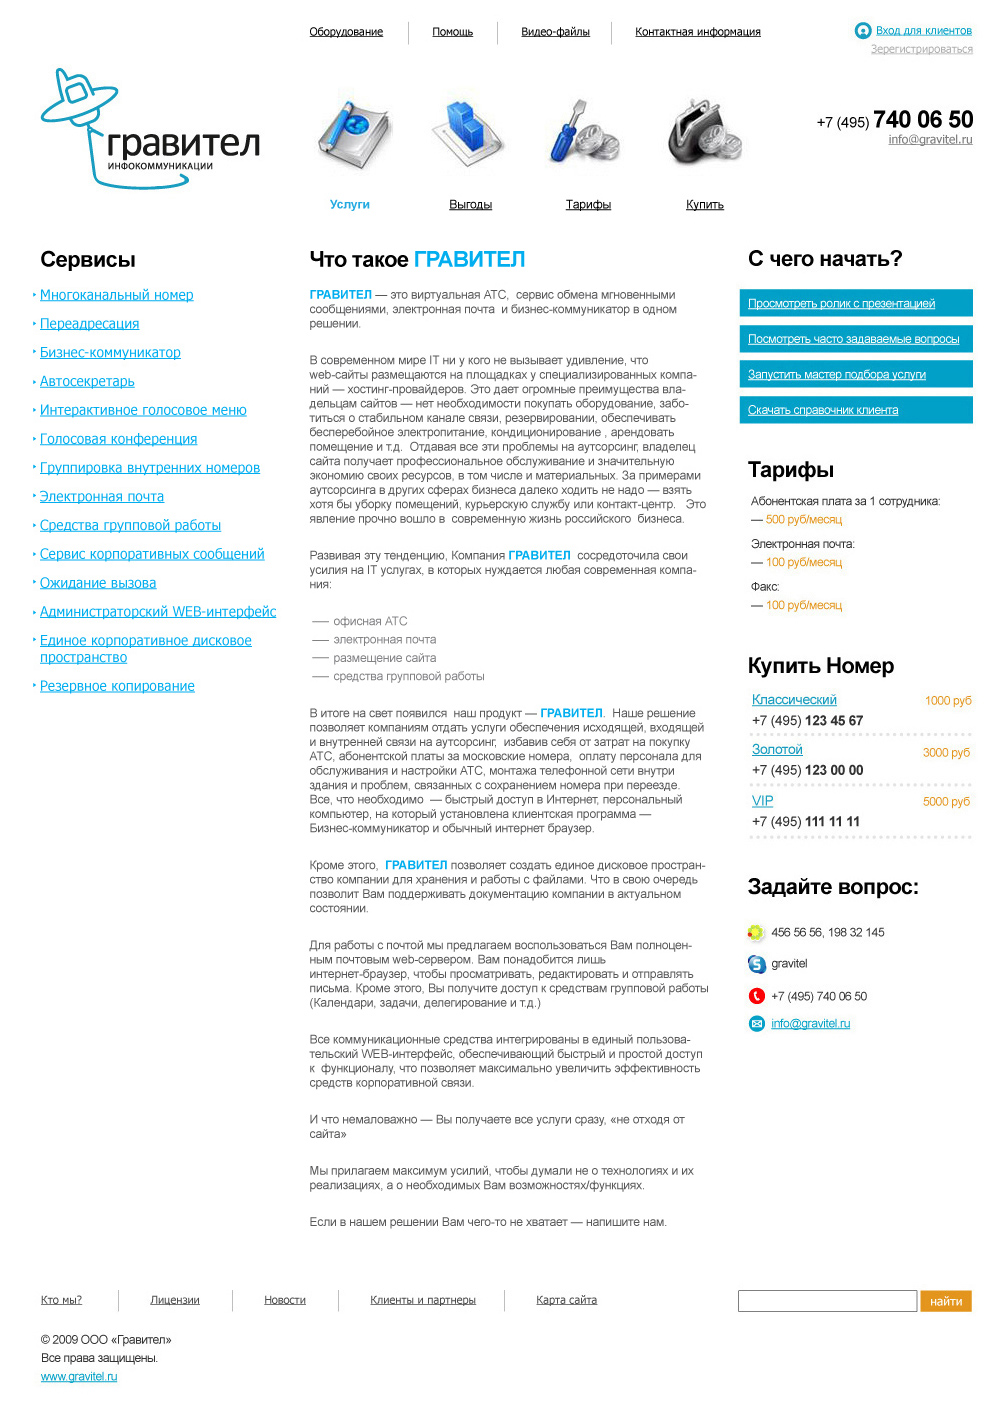 Оборудование
Помощь
Видео-файлы
Контактная информация
Вход для клиентов
Зерегистрироваться
гравител
ИНФОКОММУНИКАЦИИ
+7 (495) 740 06 50
info@gravitel.ru
Услуги
Выгоды
Тарифы
Купить
Сервисы
Многоканальный номер
Переадресация
Бизнес-коммуникатор
Автосекретарь
Интерактивное голосовое меню
Голосовая конференция
Группировка внутренних номеров
Электронная почта
Средства групповой работы
Сервис корпоративных сообщений
Ожидание вызова
Администраторский WEB-интерфейс
Единое корпоративное дисковое
пространство
Резервное копирование
Что такое ГРАВИТЕЛ
ГРАВИТЕЛ — это виртуальная АТС, сервис обмена мгновенными
сообщениями, электронная почта и бизнес-коммуникатор в одном
решении.
В современном мире IT ни у кого не вызывает удивление, что
web-сайты размещаются на площадках у специализированных компа-
ний — хостинг-провайдеров. Это дает огромные преимущества вла-
дельцам сайтов — нет необходимости покупать оборудование, забо-
титься о стабильном канале связи, резервировании, обеспечивать
бесперебойное электропитание, кондиционирование , арендовать
помещение и т.д. Отдавая все эти проблемы на аутсорсинг, владелец
сайта получает профессиональное обслуживание и значительную
экономию своих ресурсов, в том числе и материальных. За примерами
аутсорсинга в других сферах бизнеса далеко ходить не надо — взять
хотя бы уборку помещений, курьерскую службу или контакт-центр. Это
явление прочно вошло в современную жизнь российского бизнеса.
Развивая эту тенденцию, Компания ГРАВИТЕЛ сосредоточила свои
усилия на IT услугах, в которых нуждается любая современная компа-
ния:
— офисная АТС
— электронная почта
— размещение сайта
— средства групповой работы
В итоге на свет появился наш продукт — ГРАВИТЕЛ. Наше решение
позволяет компаниям отдать услуги обеспечения исходящей, входящей
и внутренней связи на аутсорсинг, избавив себя от затрат на покупку
АТС, абонентской платы за московские номера, оплату персонала для
обслуживания и настройки АТС, монтажа телефонной сети внутри
здания и проблем, связанных с сохранением номера при переезде.
Все, что необходимо — быстрый доступ в Интернет, персональный
компьютер, на который установлена клиентская программа —
Бизнес-коммуникатор и обычный интернет браузер.
Кроме этого, ГРАВИТЕЛ позволяет создать единое дисковое простран-
ство компании для хранения и работы с файлами. Что в свою очередь
позволит Вам поддерживать документацию компании в актуальном
состоянии.
Для работы с почтой мы предлагаем воспользоваться Вам полноцен-
ным почтовым web-сервером. Вам понадобится лишь
интернет-браузер, чтобы просматривать, редактировать и отправлять
письма. Кроме этого, Вы получите доступ к средствам групповой работы
(Календари, задачи, делегирование и т.д.)
Все коммуникационные средства интегрированы в единый пользова-
тельский WEB-интерфейс, обеспечивающий быстрый и простой доступ
к функционалу, что позволяет максимально увеличить эффективность
средств корпоративной связи.
И что немаловажно — Вы получаете все услуги сразу, «не отходя от
сайта»
Мы прилагаем максимум усилий, чтобы думали не о технологиях и их
реализациях, а о необходимых Вам возможностях/функциях.
Если в нашем решении Вам чего-то не хватает — напишите нам.
С чего начать?
Просмотреть ролик с презентацией
Посмотреть часто задаваемые вопросы
Запустить мастер подбора услуги
Скачать справочник клиента
Тарифы
Абонентская плата за 1 сотрудника:
— 500 руб/месяц
Электронная почта:
— 100 руб/месяц
Факс:
— 100 руб/месяц
Купить Номер
Классический 1000 руб
+7 (495) 123 45 67
Золотой 3000 руб
+7 (495) 123 00 00
VIP 5000 руб
+7 (495) 111 11 11
Задайте вопрос:
456 56 56, 198 32 145
gravitel
+7 (495) 740 06 50
info@gravitel.ru
Кто мы?
Лицензии
Новости
Клиенты и партнеры
Карта сайта
найти
© 2009 ООО «Гравител»
Все права защищены.
www.gravitel.ru